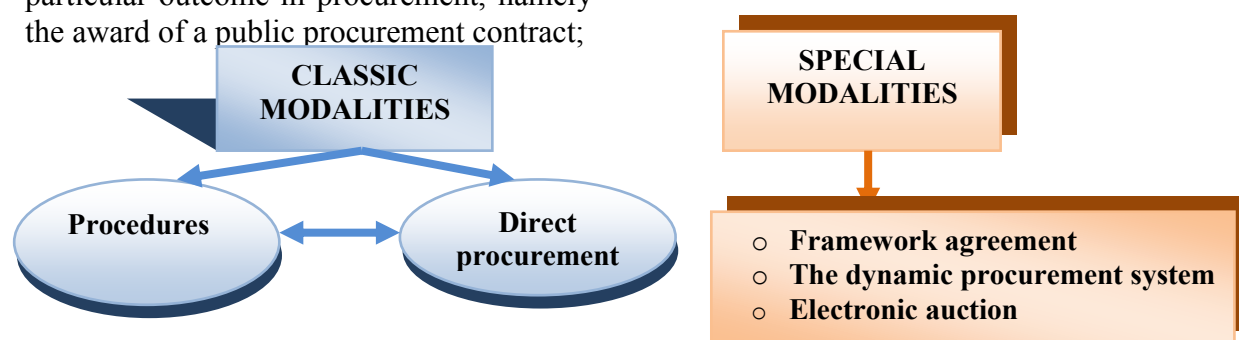 particular outcome in procurement, namely
the award of a public procurement contract;
CLASSIC
MODALITIES
Procedures
Direct
procurement
SPECIAL
MODALITIES
o Framework agreement
o The dynamic procurement system
o Electronic auction